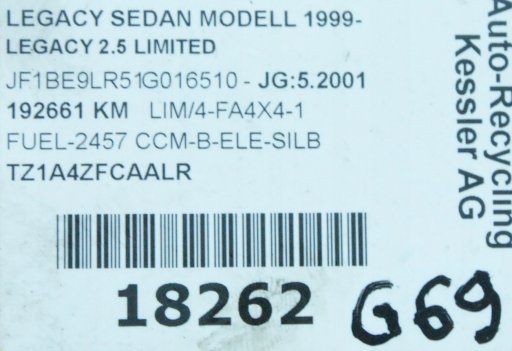 LEGACY SEDAN MODELL 1999-
LEGACY 2.5 LIMITED
JF1BE9LR51G016510 - JG:5.2001
192661 KM LIM/4-FA4X4-1
FUEL-2457 CCM-B-ELE-SILB
TZ1A4ZFCAALR
18262
G69
Auto-Recycling
Kessler AG